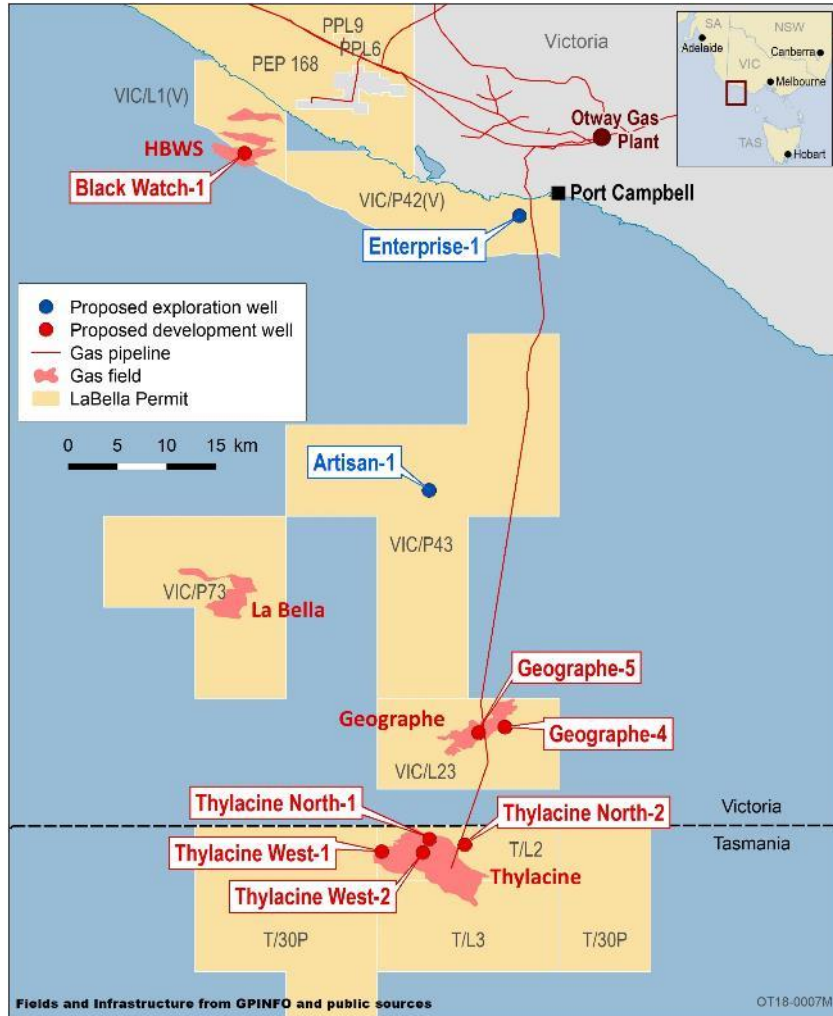 PPL9
PPL6
PEP 168
Victoria
VIC/L1(V)
SA
NSW
Adelaide
Canberra
VIC
Melbourne
TAS
Hobart
Otway Gas
Plant
HBWS
Black Watch-1
VIC/P42(V)
Port Campbell
Enterprise-1
Proposed exploration well
Proposed development well
Gas pipeline
Gas field
LaBella Permit
0 5 10 15 km
Artisan-1
VIC/P43
VIC/P73
La Bella
Geographe-5
Geographe
Geographe-4
VIC/L23
Thylacine North-1
Thylacine North-2
Victoria
Tasmania
Thylacine West-1
T/L2
Thylacine
Thylacine West-2
T/30P
T/L3
T/30P
Fields and Infrastructure from GPINFO and public sources
OT18-0007M